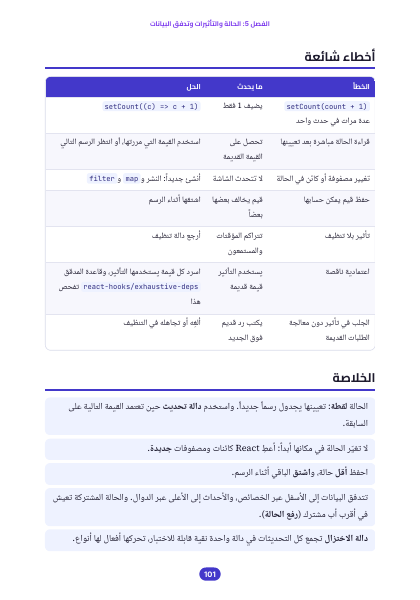 الفصل 5: الحالة والتأثيرات وتدفق البيانات
أخطاء شائعة
الخطأ ما يحدث الحل
setCount(count + 1) يضيف 1 فقط setCount((c) => c + 1)
عدة مرات في حدث واحد
قراءة الحالة مباشرة بعد تعيينها تحصل على استخدم القيمة التي مررتها، أو انتظر الرسم التالي
القيمة القديمة
تغيير مصفوفة أو كائن في الحالة لا تتحدث الشاشة أنشئ جديداً: النشر و map و filter
حفظ قيم يمكن حسابها قيم يخالف بعضها اشتقها أثناء الرسم
بعضاً
تأثير بلا تنظيف تتراكم المؤقتات أرجع دالة تنظيف
والمستمعون
اعتمادية ناقصة يستخدم التأثير اسرد كل قيمة يستخدمها التأثير، وقاعدة المدقق
قيمة قديمة react-hooks/exhaustive-deps تفحص
هذا
الجلب في تأثير دون معالجة يكتب رد قديم ألغِه أو تجاهله في التنظيف
الطلبات القديمة فوق الجديد
الخلاصة
الحالة لقطة: تعيينها يجدول رسماً جديداً. واستخدم دالة تحديث حين تعتمد القيمة التالية على
السابقة.
لا تغيّر الحالة في مكانها أبداً: أعطِ React كائنات ومصفوفات جديدة.
احفظ أقل حالة، واشتق الباقي أثناء الرسم.
تتدفق البيانات إلى الأسفل عبر الخصائص، والأحداث إلى الأعلى عبر الدوال. والحالة المشتركة تعيش
في أقرب أب مشترك (رفع الحالة).
دالة الاختزال تجمع كل التحديثات في دالة واحدة نقية قابلة للاختبار، تحركها أفعال لها أنواع.
101